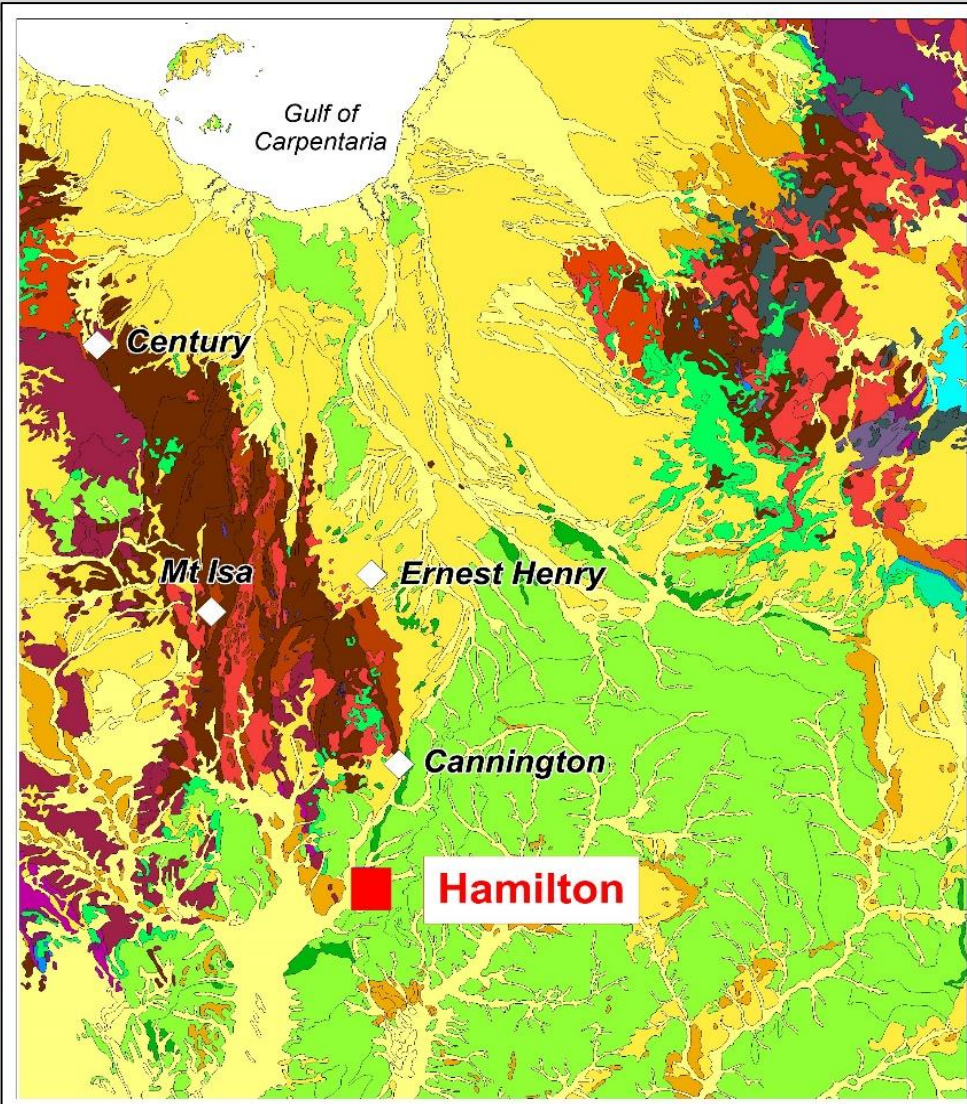 Gulf of
Carpentaria
Century
Mt Isa
Ernest Henry
Cannington
Hamilton